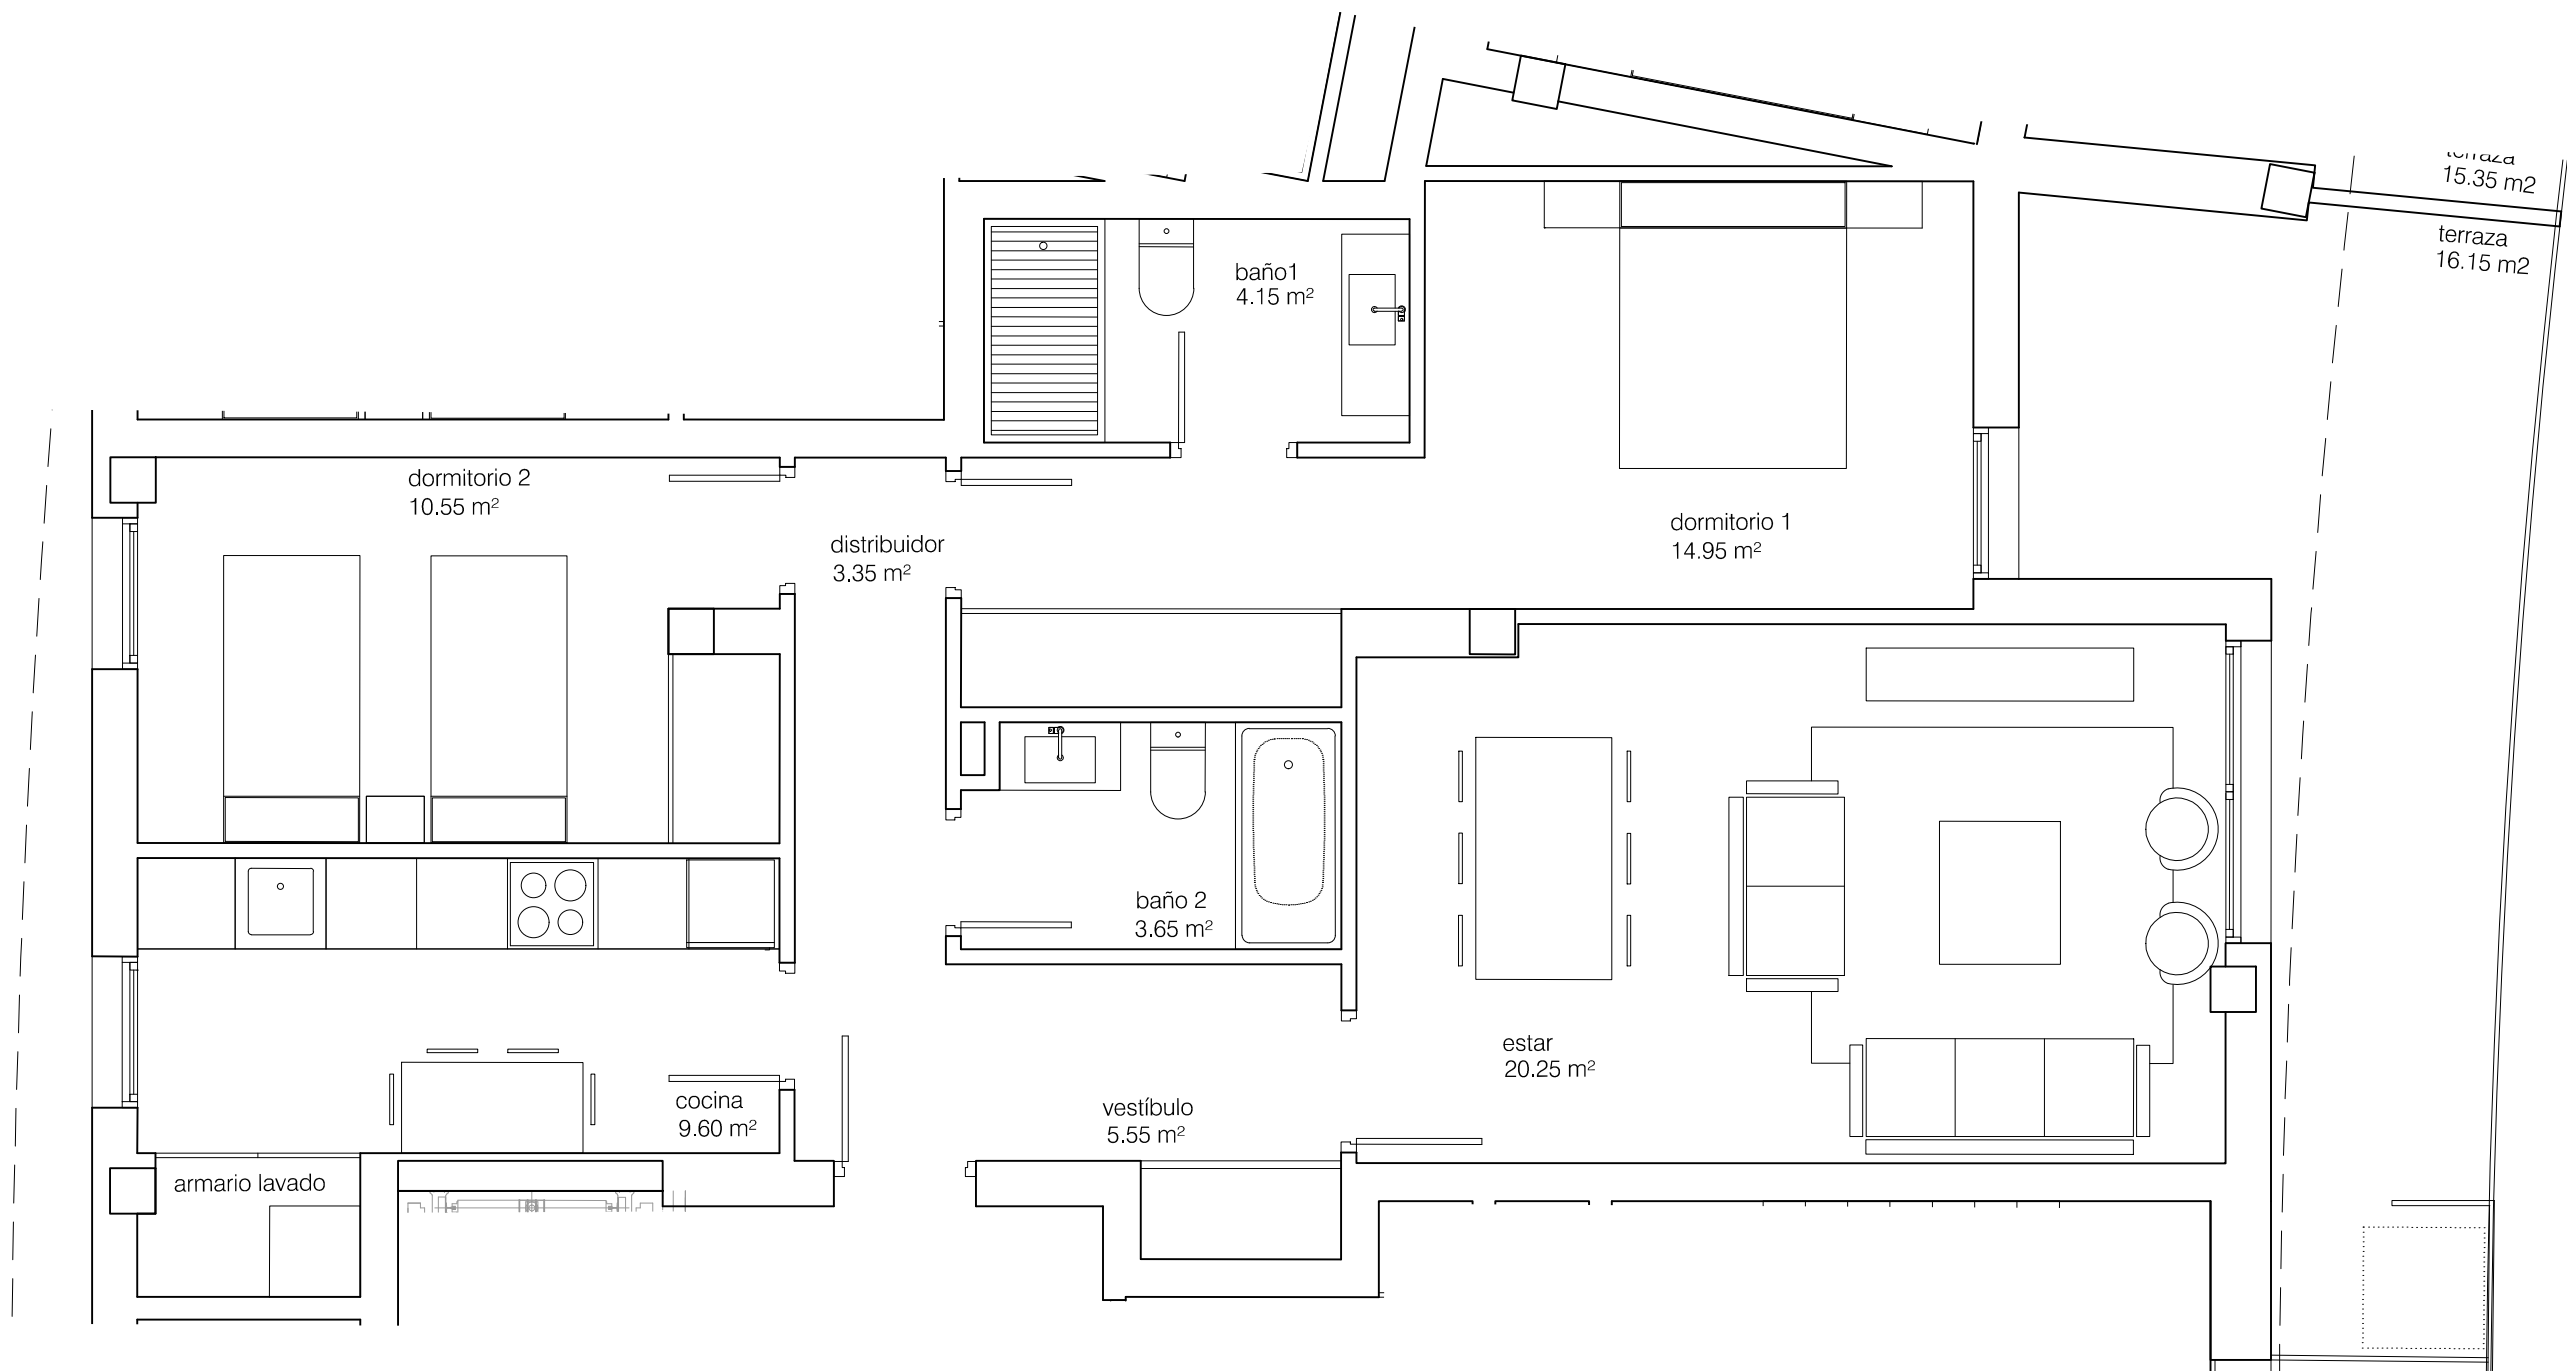 15.35 m2
terraza
16.15 m2
baño1
4.15 m²
dormitorio 2
10.55 m²
distribuidor
3.35 m²
dormitorio 1
14.95 m²
baño 2
3.65 m²
estar
20.25 m²
cocina
9.60 m²
vestíbulo
5.55 m²
armario lavado